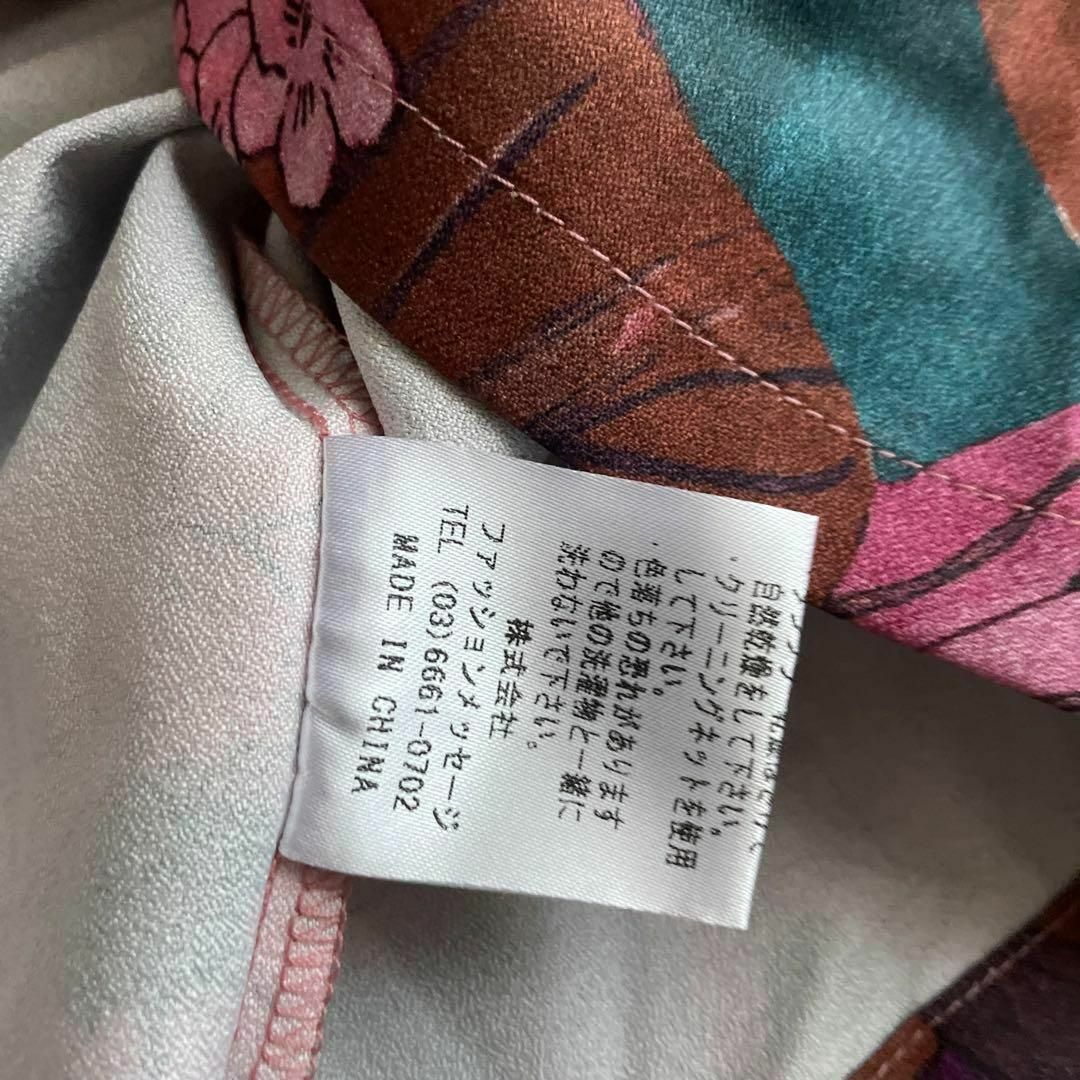 自然乾燥をして下さい。
・クリーニングネットを使用
して下さい。
・色落ちの恐れがあります
ので他の洗濯物と一緒に
洗わないで下さい。
株式会社
ファッションメッセージ
TEL (03)6661-0702
MADE IN CHINA